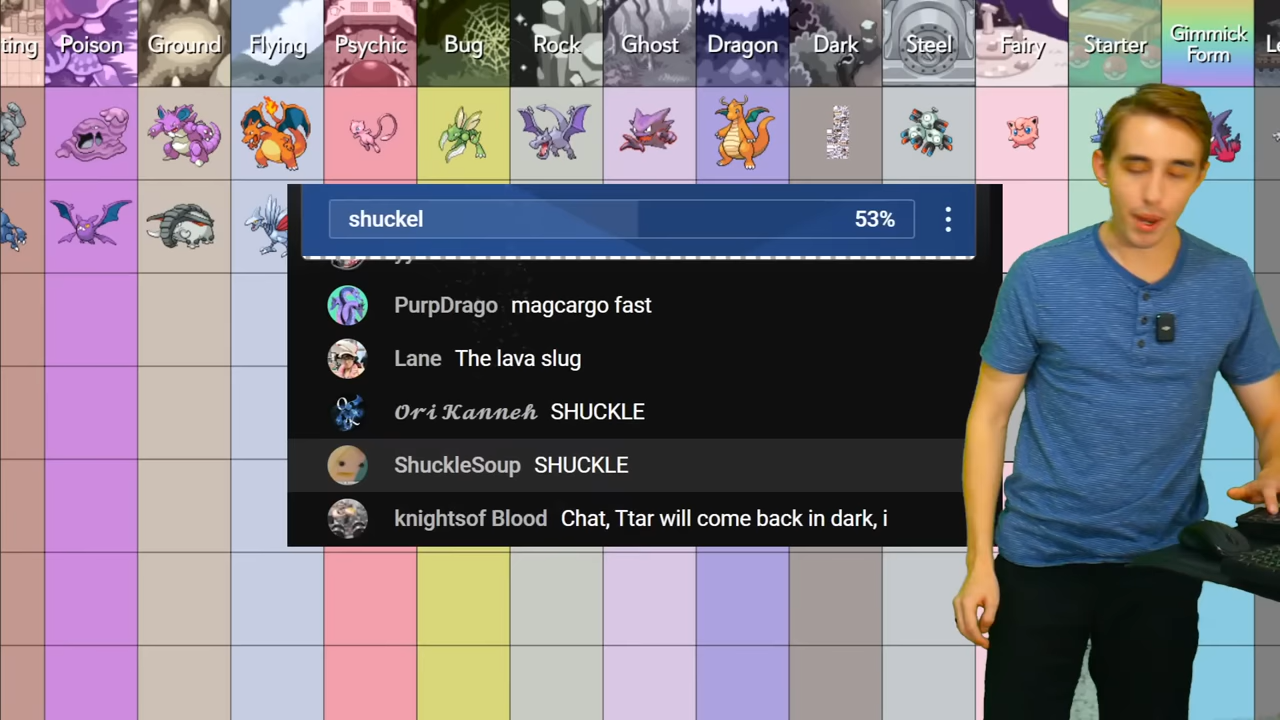 ting Poison Ground Flying Psychic Bug Rock Ghost Dragon Dark Steel Fairy Starter Gimmick
Form
shuckel 53%
PurpDrago magcargo fast
Lane The lava slug
Ori Kanneh SHUCKLE
ShuckleSoup SHUCKLE
knightsof Blood Chat, Ttar will come back in dark, i